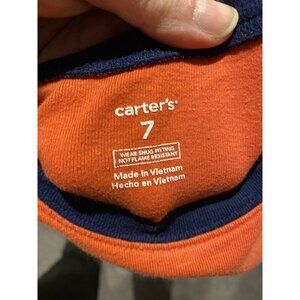 carter's
7
WEAR SNUG FITTING
NOT FLAME RESISTANT
Made in Vietnam
Hecho en Vietnam